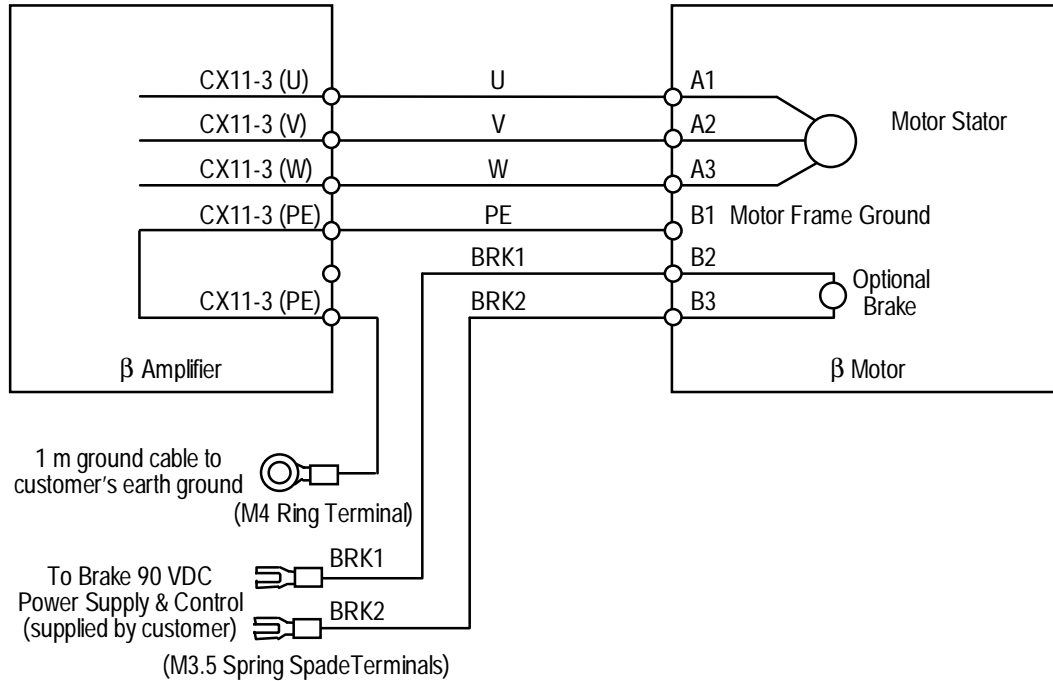 CX11-3 (U)
U
A1
CX11-3 (V)
V
A2
Motor Stator
CX11-3 (W)
W
A3
CX11-3 (PE)
PE
B1 Motor Frame Ground
BRK1
B2
Optional
Brake
CX11-3 (PE)
BRK2
B3
β Amplifier
β Motor
1 m ground cable to
customer's earth ground
(M4 Ring Terminal)
BRK1
To Brake 90 VDC
Power Supply & Control
(supplied by customer)
BRK2
(M3.5 Spring SpadeTerminals)